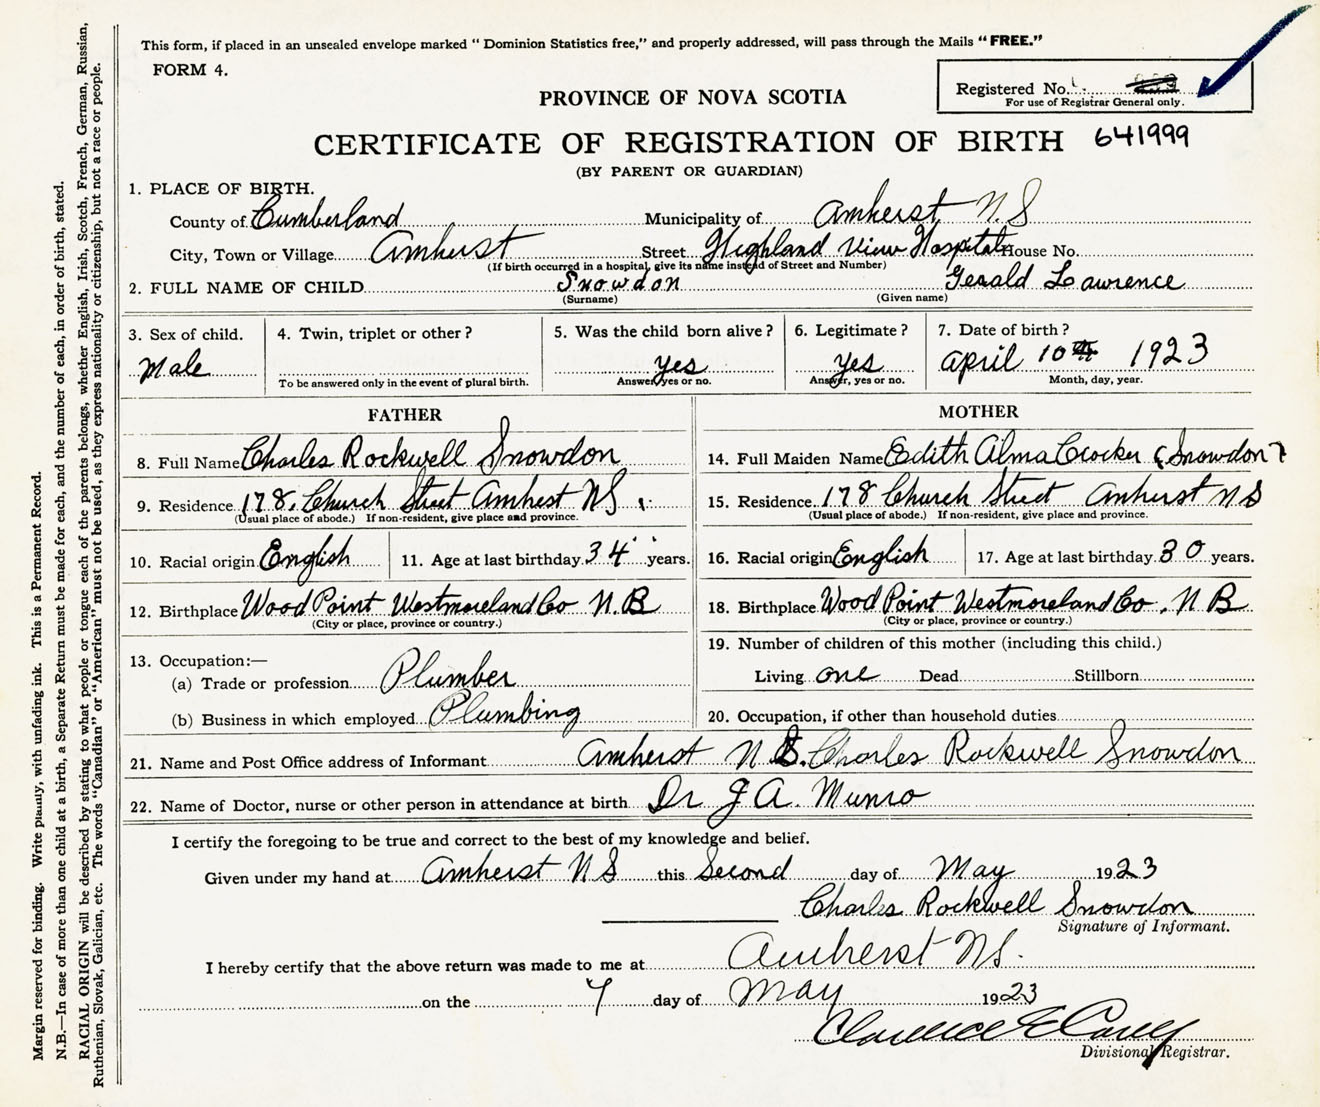 This form, if placed in an unsealed envelope marked " Dominion Statistics free," and properly addressed, will pass through the Mails " FREE."
FORM 4.
Registered No.
For use of Registrar General only.
PROVINCE OF NOVA SCOTIA
CERTIFICATE OF REGISTRATION OF BIRTH 641999
(BY PARENT OR GUARDIAN)
1. PLACE OF BIRTH.
County of Cumberland Municipality of Amherst N.S
City, Town or Village Amherst Street Highland View Hospital House No.
(If birth occurred in a hospital, give its name instead of Street and Number)
2. FULL NAME OF CHILD Snowdon Gerald Lawrence
(Surname) (Given name)
3. Sex of child. 4. Twin, triplet or other ? 5. Was the child born alive ? 6. Legitimate ? 7. Date of birth ?
Male yes Yes April 10th 1923
To be answered only in the event of plural birth. Answer, yes or no. Answer, yes or no. Month, day, year.
FATHER MOTHER
8. Full Name Charles Rockwell Snowdon 14. Full Maiden Name Edith Alma Crocker (Snowdon)
9. Residence 178, Church Street Amherst NS 15. Residence 178 Church Street Amherst NS
(Usual place of abode.) If non-resident, give place and province. (Usual place of abode.) If non-resident, give place and province.
10. Racial origin English 11. Age at last birthday 34 years. 16. Racial origin English 17. Age at last birthday 30 years.
12. Birthplace Wood Point Westmoreland Co N.B 18. Birthplace Wood Point Westmoreland Co. N B
(City or place, province or country.) (City or place, province or country.)
13. Occupation:— 19. Number of children of this mother (including this child.)
(a) Trade or profession Plumber Living one Dead Stillborn
(b) Business in which employed Plumbing 20. Occupation, if other than household duties
21. Name and Post Office address of Informant Amherst N S. Charles Rockwell Snowdon
22. Name of Doctor, nurse or other person in attendance at birth Dr J A. Munro
I certify the foregoing to be true and correct to the best of my knowledge and belief.
Given under my hand at Amherst N S this Second day of May 1923
Charles Rockwell Snowdon
Signature of Informant.
I hereby certify that the above return was made to me at Amherst NS.
on the 7 day of May 1923
Clarence E
Divisional Registrar.
Margin reserved for binding. Write plainly, with unfading ink. This is a Permanent Record.
N.B.—In case of more than one child at a birth, a Separate Return must be made for each, and the number of each, in order of birth, stated.
RACIAL ORIGIN will be described by stating to what people or tongue each of the parents belongs, whether English, Irish, Scotch, French, German, Russian,
Ruthenian, Slovak, Galician, etc. The words "Canadian" or "American" must not be used, as they express nationality or citizenship, but not a race or people.